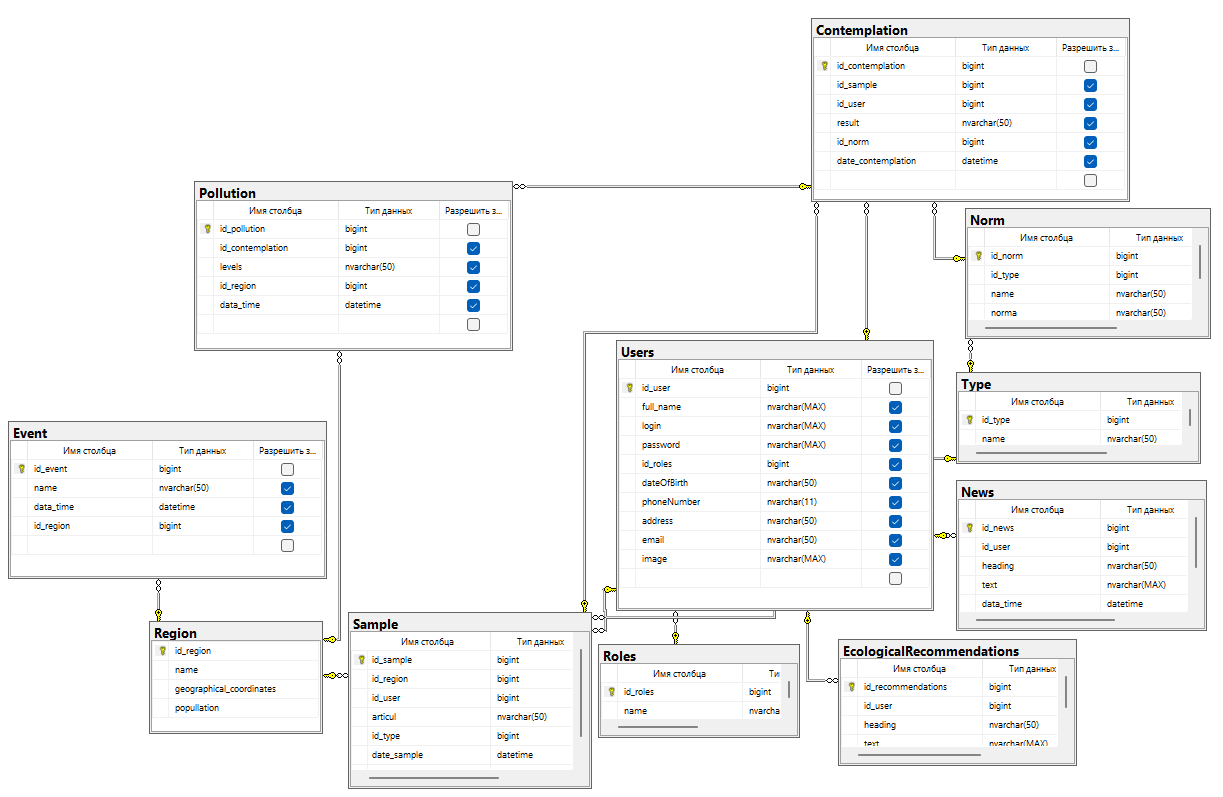 Contemplation
Имя столбца Тип данных Разрешить з...
id_contemplation bigint
id_sample bigint
id_user bigint
result nvarchar(50)
id_norm bigint
date_contemplation datetime
Pollution
Имя столбца Тип данных Разрешить з...
id_pollution bigint
id_contemplation bigint
levels nvarchar(50)
id_region bigint
data_time datetime
Norm
Имя столбца Тип данных
id_norm bigint
id_type bigint
name nvarchar(50)
norma nvarchar(50)
Users
Имя столбца Тип данных Разрешить з...
id_user bigint
full_name nvarchar(MAX)
login nvarchar(MAX)
password nvarchar(MAX)
id_roles bigint
dateOfBirth nvarchar(50)
phoneNumber nvarchar(11)
address nvarchar(50)
email nvarchar(50)
image nvarchar(MAX)
Type
Имя столбца Тип данных
id_type bigint
name nvarchar(50)
Event
Имя столбца Тип данных Разрешить з...
id_event bigint
name nvarchar(50)
data_time datetime
id_region bigint
News
Имя столбца Тип данных
id_news bigint
id_user bigint
heading nvarchar(50)
text nvarchar(MAX)
data_time datetime
Region
id_region
name
geographical_coordinates
popullation
Sample
Имя столбца Тип данных
id_sample bigint
id_region bigint
id_user bigint
articul nvarchar(50)
id_type bigint
date_sample datetime
Roles
Имя столбца Ти
id_roles bigint
name nvarcha
EcologicalRecommendations
Имя столбца Тип данных
id_recommendations bigint
id_user bigint
heading nvarchar(50)
text nvarchar(MAX)